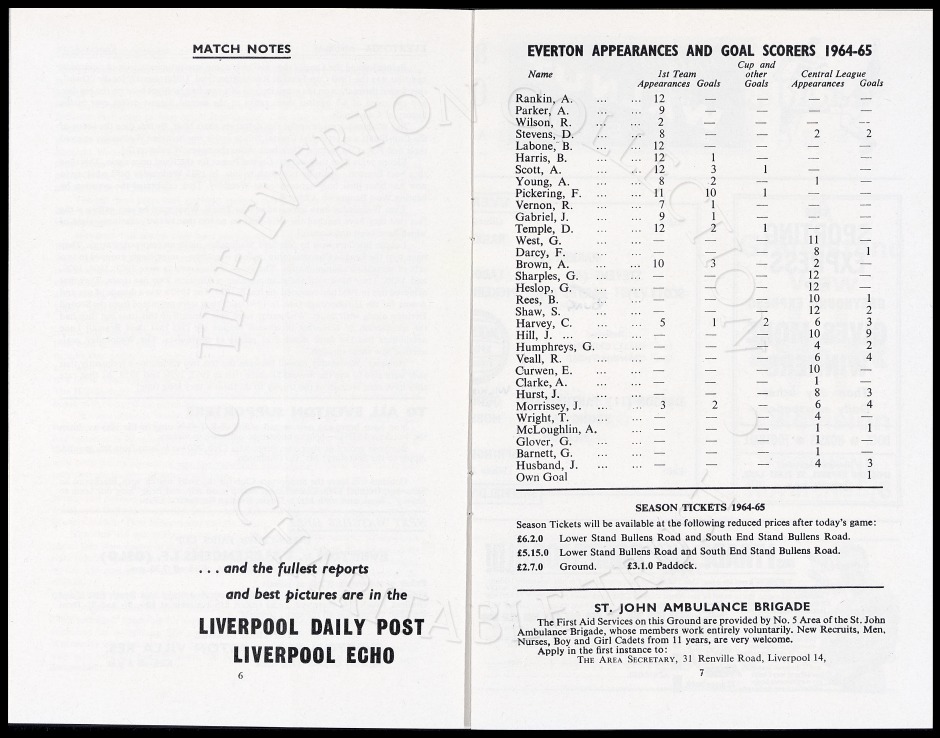 MATCH NOTES
... and the fullest reports
and best pictures are in the
LIVERPOOL DAILY POST
LIVERPOOL ECHO
6
EVERTON APPEARANCES AND GOAL SCORERS 1964-65
Name 1st Team Appearances Goals Cup and other Goals Central League Appearances Goals
Rankin, A. ... ... 12 — — — —
Parker, A. ... ... 9 — — — —
Wilson, R. ... ... 2 — — — —
Stevens, D. ... ... 8 — — 2 2
Labone, B. ... ... 12 — — — —
Harris, B. ... ... 12 1 — — —
Scott, A. ... ... 12 3 1 — —
Young, A. ... ... 8 2 — 1 —
Pickering, F. ... ... 11 10 1 — —
Vernon, R. ... ... 7 1 — — —
Gabriel, J. ... ... 9 1 — — —
Temple, D. ... ... 12 2 1 — —
West, G. ... ... — — — 11 —
Darcy, F. ... ... — — — 8 1
Brown, A. ... ... 10 3 — 2 —
Sharples, G. ... ... — — — 12 —
Heslop, G. ... ... — — — 12 —
Rees, B. ... ... — — — 10 1
Shaw, S. ... ... — — — 12 2
Harvey, C. ... ... 5 1 2 6 3
Hill, J. ... ... ... — — — 10 9
Humphreys, G. ... — — — 4 2
Veall, R. ... ... — — — 6 4
Curwen, E. ... ... — — — 10 —
Clarke, A. ... ... — — — 1 —
Hurst, J. ... ... — — — 8 3
Morrissey, J. ... ... 3 2 — 6 4
Wright, T. ... ... — — — 4 —
McLoughlin, A. ... — — — 1 1
Glover, G. ... ... — — — 1 —
Barnett, G. ... ... — — — 1 —
Husband, J. ... ... — — — 4 3
Own Goal 1
SEASON TICKETS 1964-65
Season Tickets will be available at the following reduced prices after today's game:
£6.2.0 Lower Stand Bullens Road and South End Stand Bullens Road.
£5.15.0 Lower Stand Bullens Road and South End Stand Bullens Road.
£2.7.0 Ground. £3.1.0 Paddock.
ST. JOHN AMBULANCE BRIGADE
The First Aid Services on this Ground are provided by No. 5 Area of the St. John
Ambulance Brigade, whose members work entirely voluntarily. New Recruits, Men,
Nurses, Boy and Girl Cadets from 11 years, are very welcome.
Apply in the first instance to:
THE AREA SECRETARY, 31 Renville Road, Liverpool 14,
7